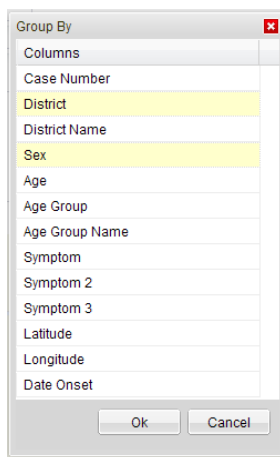 Group By
Columns
Case Number
District
District Name
Sex
Age
Age Group
Age Group Name
Symptom
Symptom 2
Symptom 3
Latitude
Longitude
Date Onset
Ok Cancel